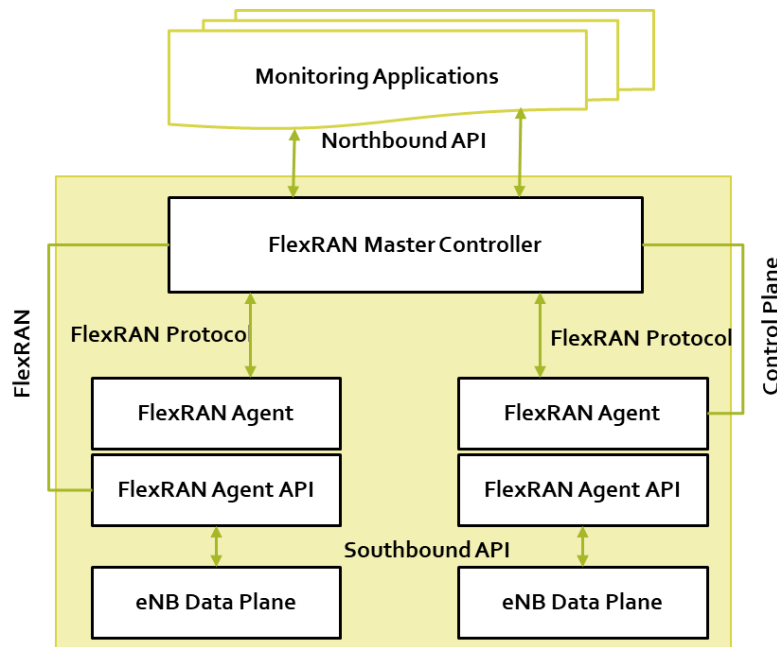 Monitoring Applications
Northbound API
FlexRAN Master Controller
FlexRAN
Control Plane
FlexRAN Protocol
FlexRAN Protocol
FlexRAN Agent
FlexRAN Agent
FlexRAN Agent API
FlexRAN Agent API
Southbound API
eNB Data Plane
eNB Data Plane